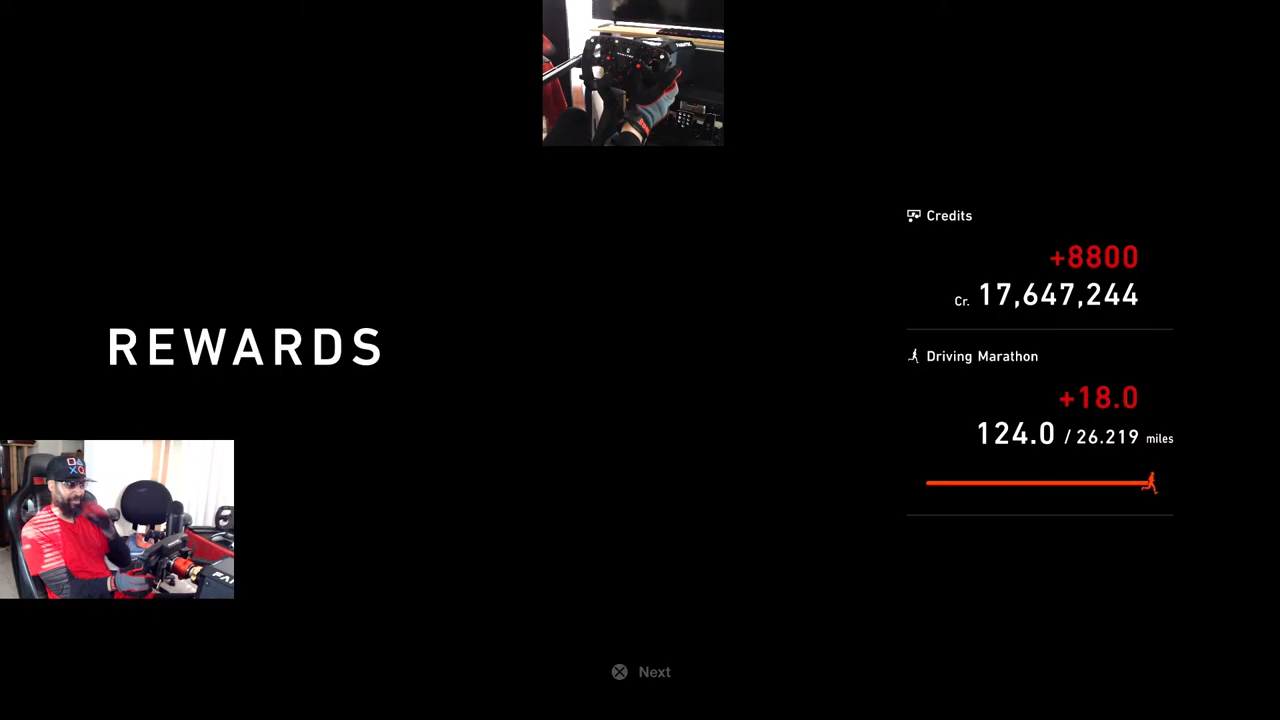 Credits
+8800
Cr. 17,647,244
REWARDS
Driving Marathon
+18.0
124.0 / 26.219 miles
Next